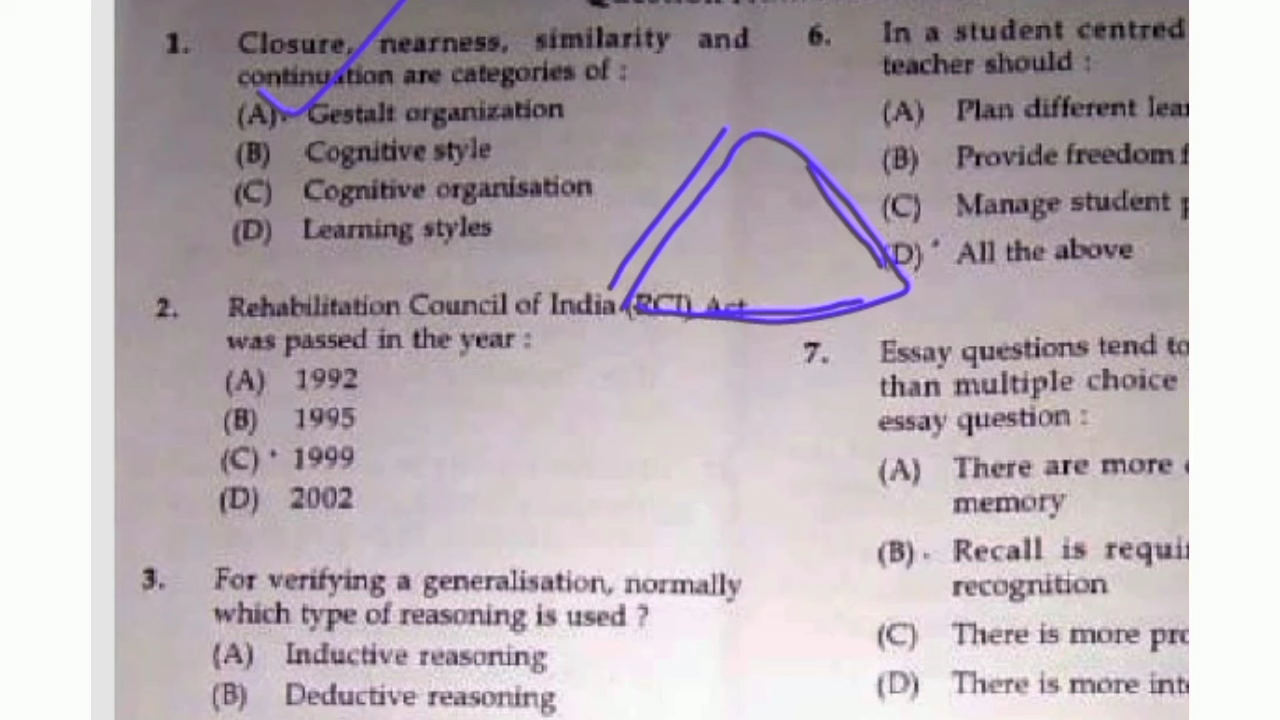 1. Closure, nearness, similarity and
continuation are categories of :
(A) Gestalt organization
(B) Cognitive style
(C) Cognitive organisation
(D) Learning styles
2. Rehabilitation Council of India (RCI) Act
was passed in the year :
(A) 1992
(B) 1995
(C) 1999
(D) 2002
3. For verifying a generalisation, normally
which type of reasoning is used ?
(A) Inductive reasoning
(B) Deductive reasoning
6. In a student centred
teacher should :
(A) Plan different
(B) Provide freedom
(C) Manage student
(D) All the above
7. Essay questions tend to
than multiple choice
essay question :
(A) There are more
memory
(B) Recall is
recognition
(C) There is more
(D) There is more